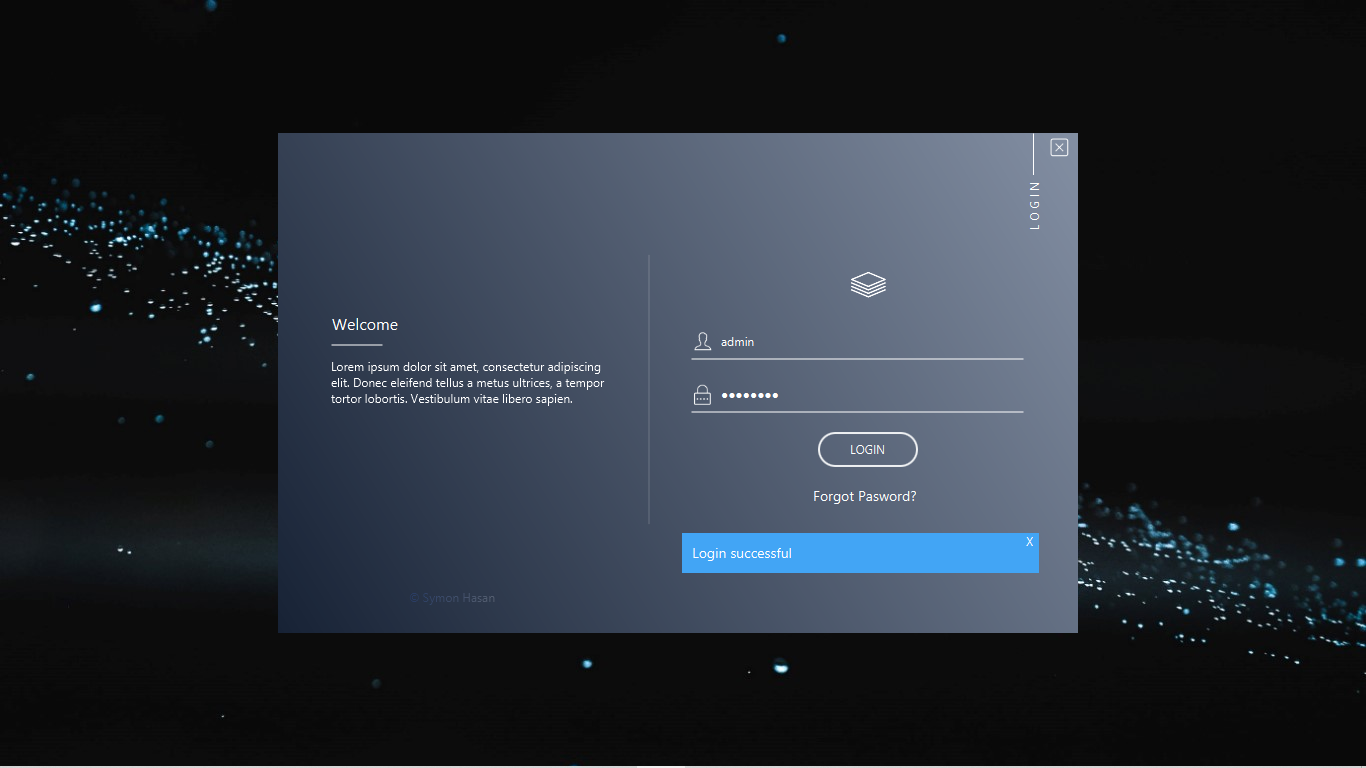 LOGIN
Welcome
Lorem ipsum dolor sit amet, consectetur adipiscing
elit. Donec eleifend tellus a metus ultrices, a tempor
tortor lobortis. Vestibulum vitae libero sapien.
admin
LOGIN
Forgot Pasword?
X
Login successful
© Symon Hasan